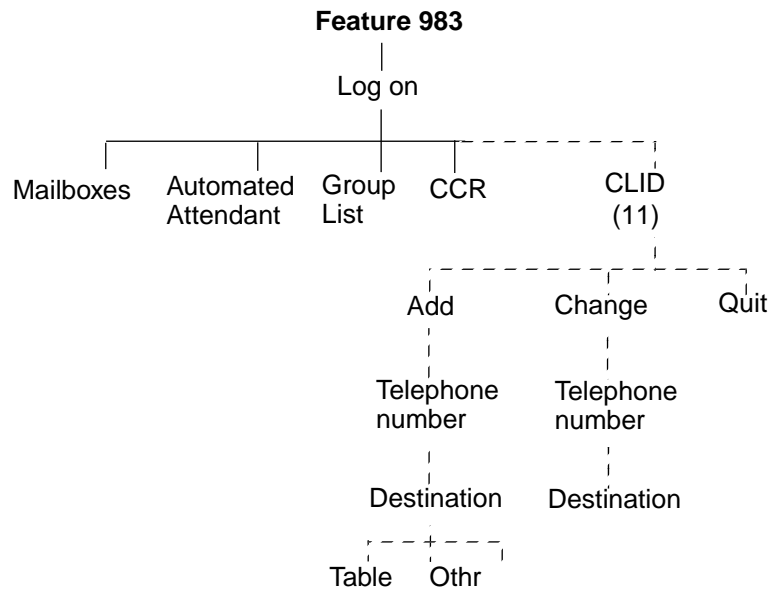 Feature 983
Log on
Mailboxes
Automated
Attendant
Group
List
CCR
CLID
(11)
Add
Change
Quit
Telephone
number
Telephone
number
Destination
Destination
Table
Othr